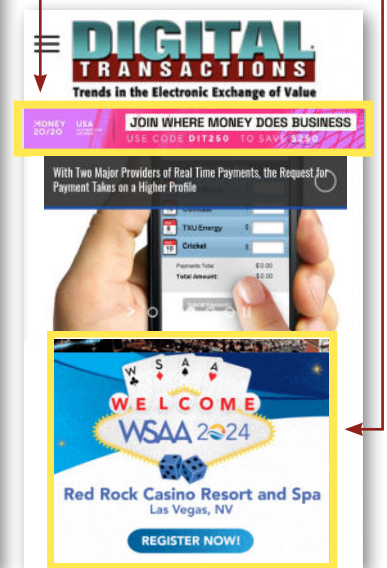 DIGITAL
TRANSACTIONS
Trends in the Electronic Exchange of Value
MONEY
20/20
USA
JOIN WHERE MONEY DOES BUSINESS
USE CODE DIT250 TO SAVE $250
With Two Major Providers of Real Time Payments, the Request for
Payment Takes on a Higher Profile
TXU Energy $
8
Cricket $
10
Payments Total $0.00
Total Amount: $0.00
W S A A
WELCOME
WSAA 2024
Red Rock Casino Resort and Spa
Las Vegas, NV
REGISTER NOW!